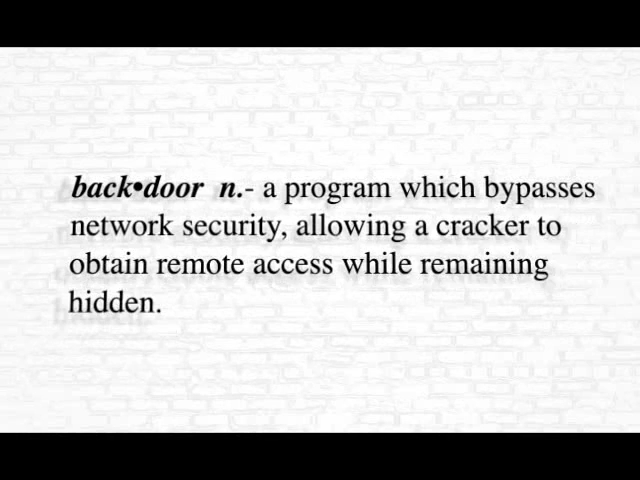 back•door n.- a program which bypasses
network security, allowing a cracker to
obtain remote access while remaining
hidden.